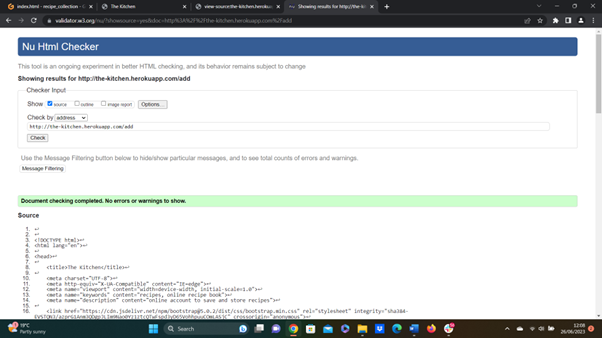 index.html - recipe_collection - C
The Kitchen
view-source:the-kitchen.herokuap
Showing results for http://the-kit
validator.w3.org/nu/?showsource=yes&doc=http%3A%2F%2Fthe-kitchen.herokuapp.com%2Fadd
Nu Html Checker
This tool is an ongoing experiment in better HTML checking, and its behavior remains subject to change
Showing results for http://the-kitchen.herokuapp.com/add
Checker Input
Show source outline image report Options...
Check by address
http://the-kitchen.herokuapp.com/add
Check
Use the Message Filtering button below to hide/show particular messages, and to see total counts of errors and warnings.
Message Filtering
Document checking completed. No errors or warnings to show.
Source
1. ↩
2. ↩
3. <!DOCTYPE html>↩
4. <html lang="en">↩
5. ↩
6. <head>↩
7. ↩
8. <title>The Kitchen</title>↩
9. ↩
10. <meta charset="UTF-8">↩
11. <meta http-equiv="X-UA-Compatible" content="IE=edge">↩
12. <meta name="viewport" content="width=device-width, initial-scale=1.0">↩
13. <meta name="keywords" content="recipes, online recipe book">↩
14. <meta name="description" content="online account to save and store recipes">↩
15. ↩
16. <link href="https://cdn.jsdelivr.net/npm/bootstrap@5.0.2/dist/css/bootstrap.min.css" rel="stylesheet" integrity="sha384-
19°C
Partly sunny
Search
12:08
26/06/2023